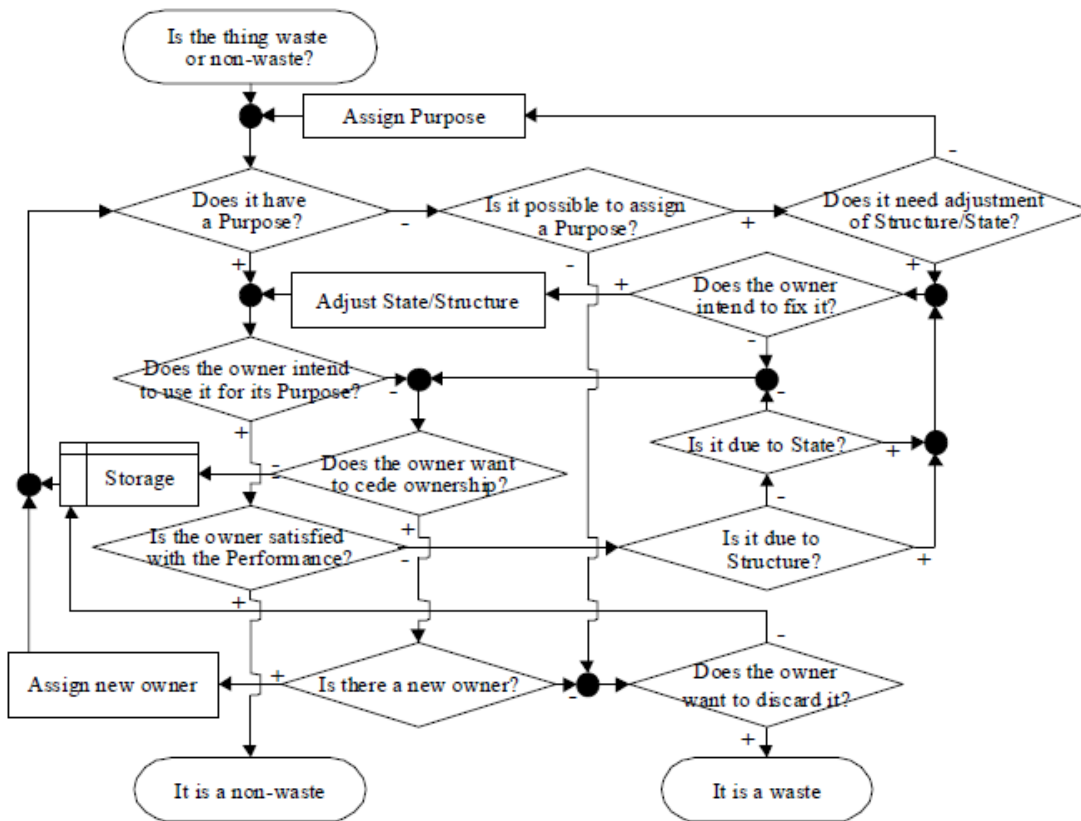 Is the thing waste
or non-waste?
Assign Purpose
-
Does it have
a Purpose?
-
Is it possible to assign
a Purpose?
+
Does it need adjustment
of Structure/State?
+
-
+
Adjust State/Structure
+
Does the owner
intend to fix it?
-
Does the owner intend
to use it for its Purpose?
-
-
+
Is it due to State?
+
Storage
-
Does the owner want
to cede ownership?
-
+
Is the owner satisfied
with the Performance?
-
Is it due to
Structure?
+
+
-
Assign new owner
+
Is there a new owner?
-
Does the owner
want to discard it?
+
It is a non-waste
It is a waste